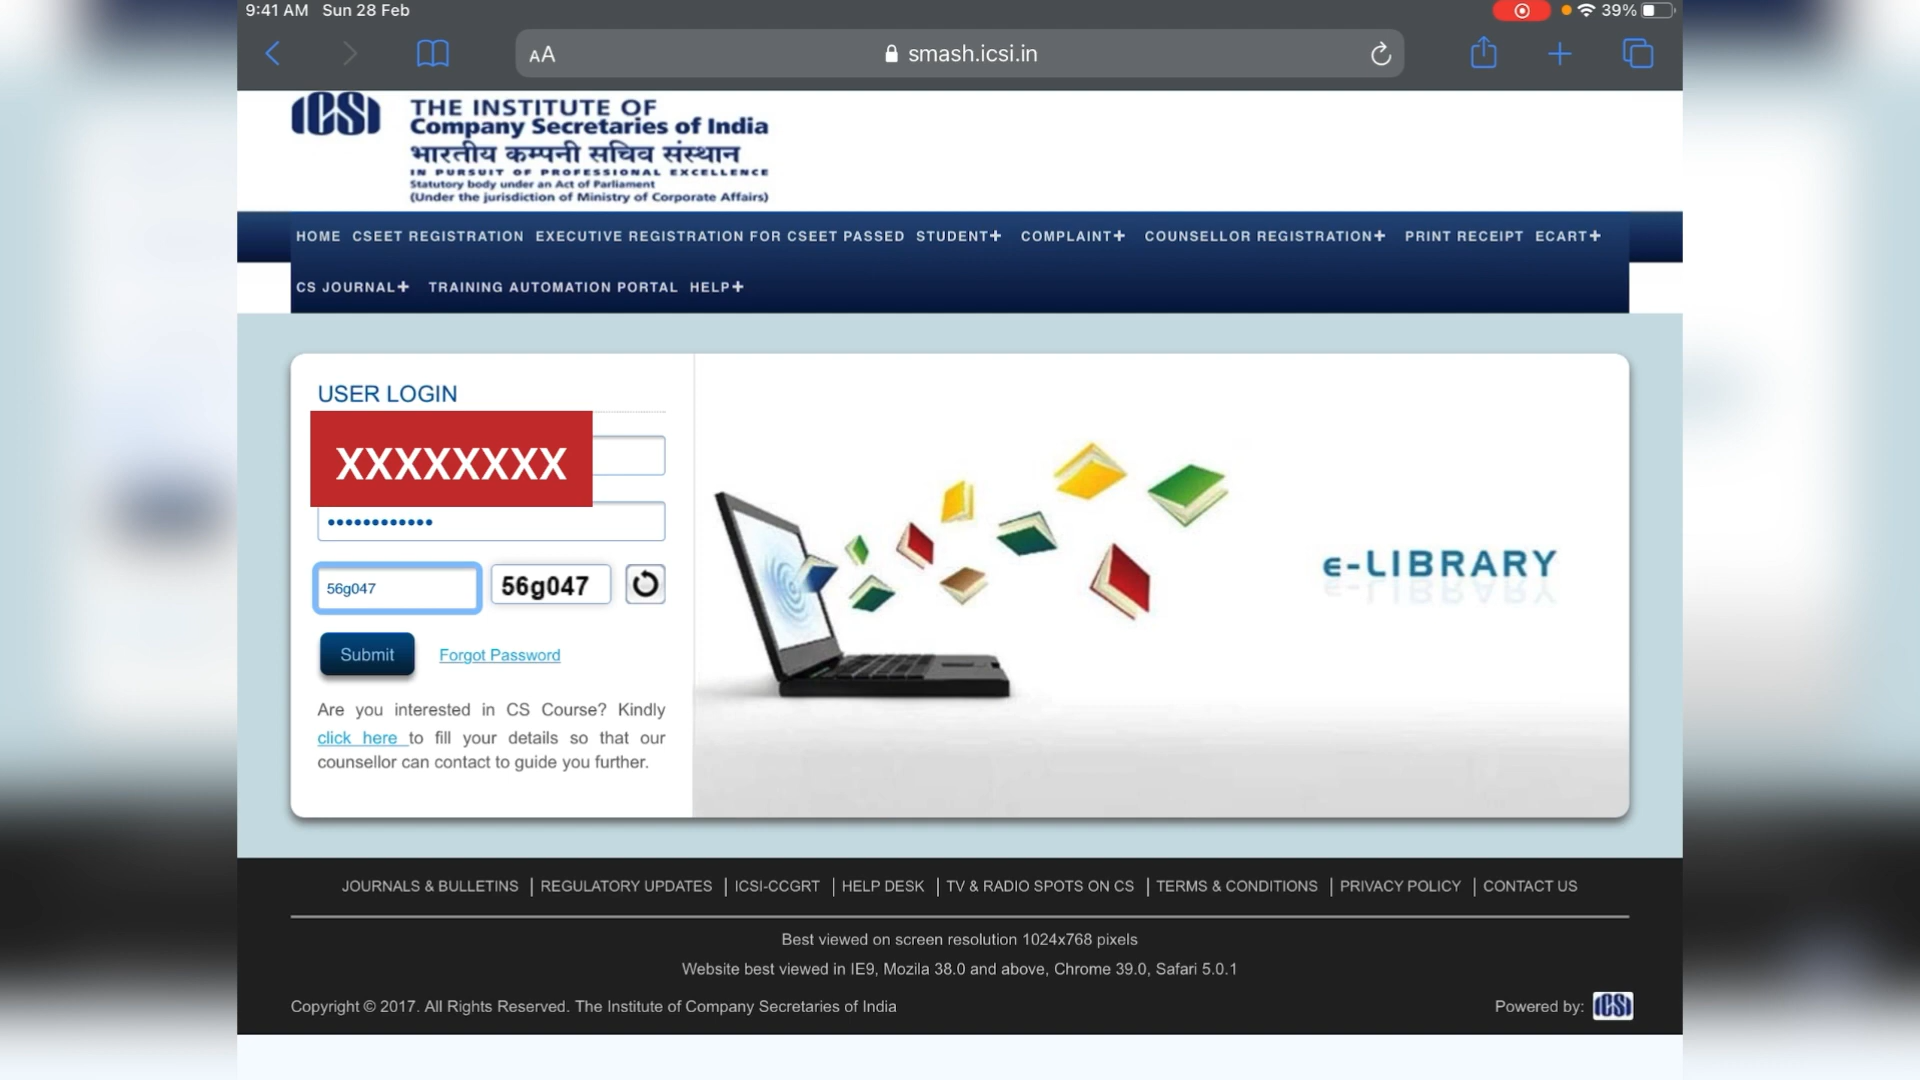 9:41 AM Sun 28 Feb
39%
AA smash.icsi.in
ICSI
THE INSTITUTE OF
Company Secretaries of India
भारतीय कम्पनी सचिव संस्थान
IN PURSUIT OF PROFESSIONAL EXCELLENCE
Statutory body under an Act of Parliament
(Under the jurisdiction of Ministry of Corporate Affairs)
HOME CSEET REGISTRATION EXECUTIVE REGISTRATION FOR CSEET PASSED STUDENT+ COMPLAINT+ COUNSELLOR REGISTRATION+ PRINT RECEIPT ECART+
CS JOURNAL+ TRAINING AUTOMATION PORTAL HELP+
USER LOGIN
XXXXXXXX
••••••••••••
56g047 56g047
Submit Forgot Password
Are you interested in CS Course? Kindly
click here to fill your details so that our
counsellor can contact to guide you further.
e-LIBRARY
JOURNALS & BULLETINS | REGULATORY UPDATES | ICSI-CCGRT | HELP DESK | TV & RADIO SPOTS ON CS | TERMS & CONDITIONS | PRIVACY POLICY | CONTACT US
Best viewed on screen resolution 1024x768 pixels
Website best viewed in IE9, Mozila 38.0 and above, Chrome 39.0, Safari 5.0.1
Copyright © 2017. All Rights Reserved. The Institute of Company Secretaries of India
Powered by: ICSI